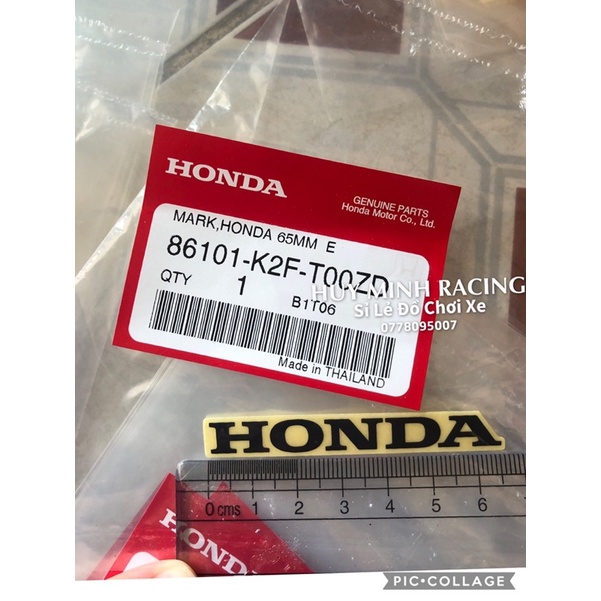 HONDA
GENUINE PARTS
Honda Motor Co., Ltd.
MARK,HONDA 65MM E
86101-K2F-T00ZD
QTY 1 B1T06
Made in THAILAND
HUY MINH RACING
Sỉ Lẻ Đồ Chơi Xe
0778095007
HONDA
0 cms 1 2 3 4 5 6
HONDA
PIC•COLLAGE